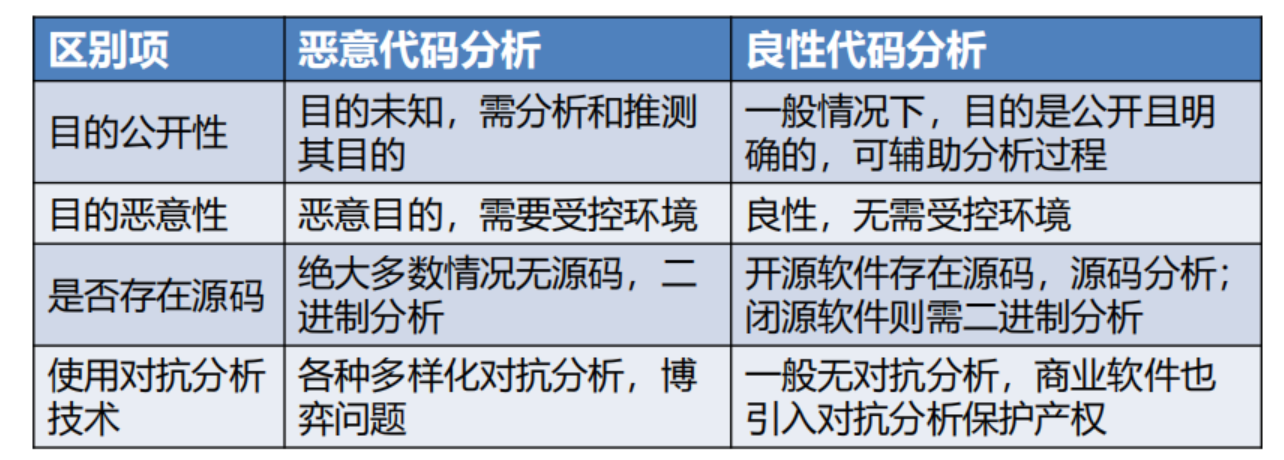 区别项
恶意代码分析
良性代码分析
目的公开性
目的未知，需分析和推测
其目的
一般情况下，目的是公开且明
确的，可辅助分析过程
目的恶意性
恶意目的，需要受控环境
良性，无需受控环境
是否存在源码
绝大多数情况无源码，二
进制分析
开源软件存在源码，源码分析；
闭源软件则需二进制分析
使用对抗分析
技术
各种多样化对抗分析，博
弈问题
一般无对抗分析，商业软件也
引入对抗分析保护产权